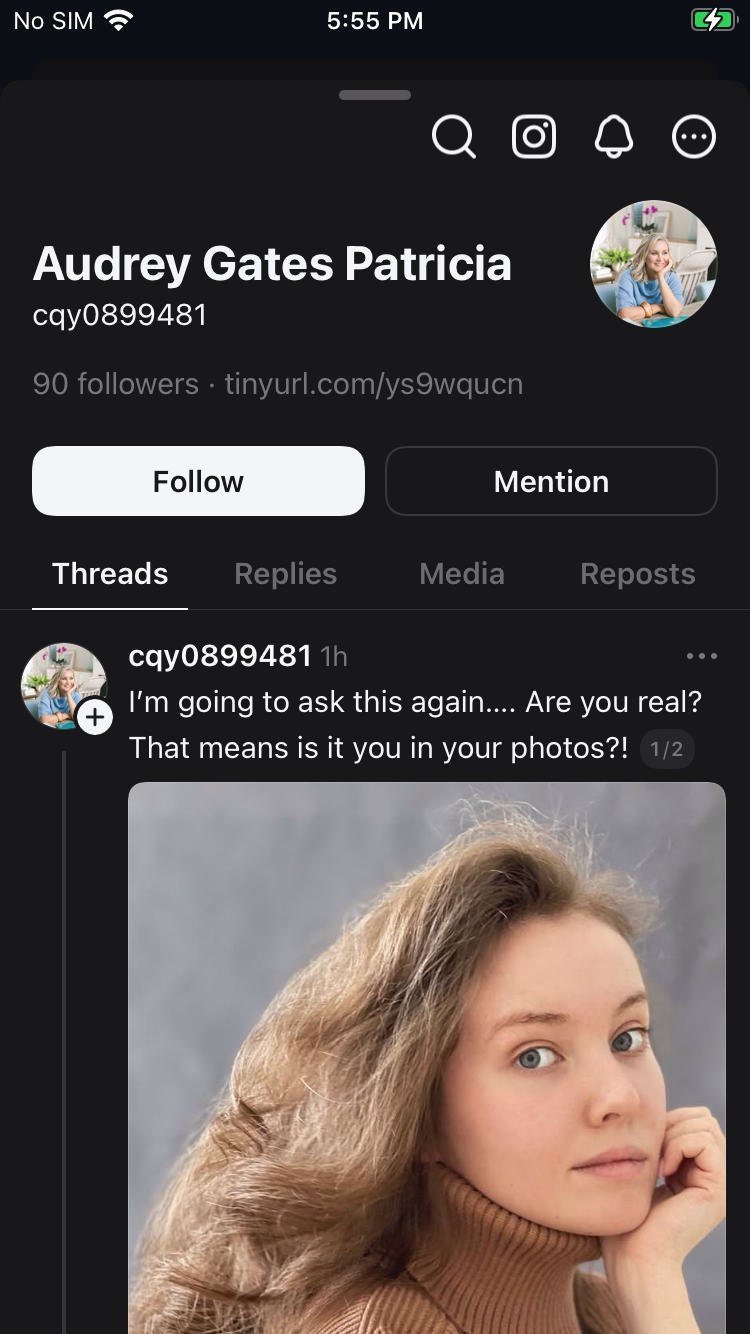 No SIM 5:55 PM
Audrey Gates Patricia
cqy0899481
90 followers · tinyurl.com/ys9wqucn
Follow Mention
Threads Replies Media Reposts
cqy0899481 1h
I’m going to ask this again.... Are you real?
That means is it you in your photos?! 1/2